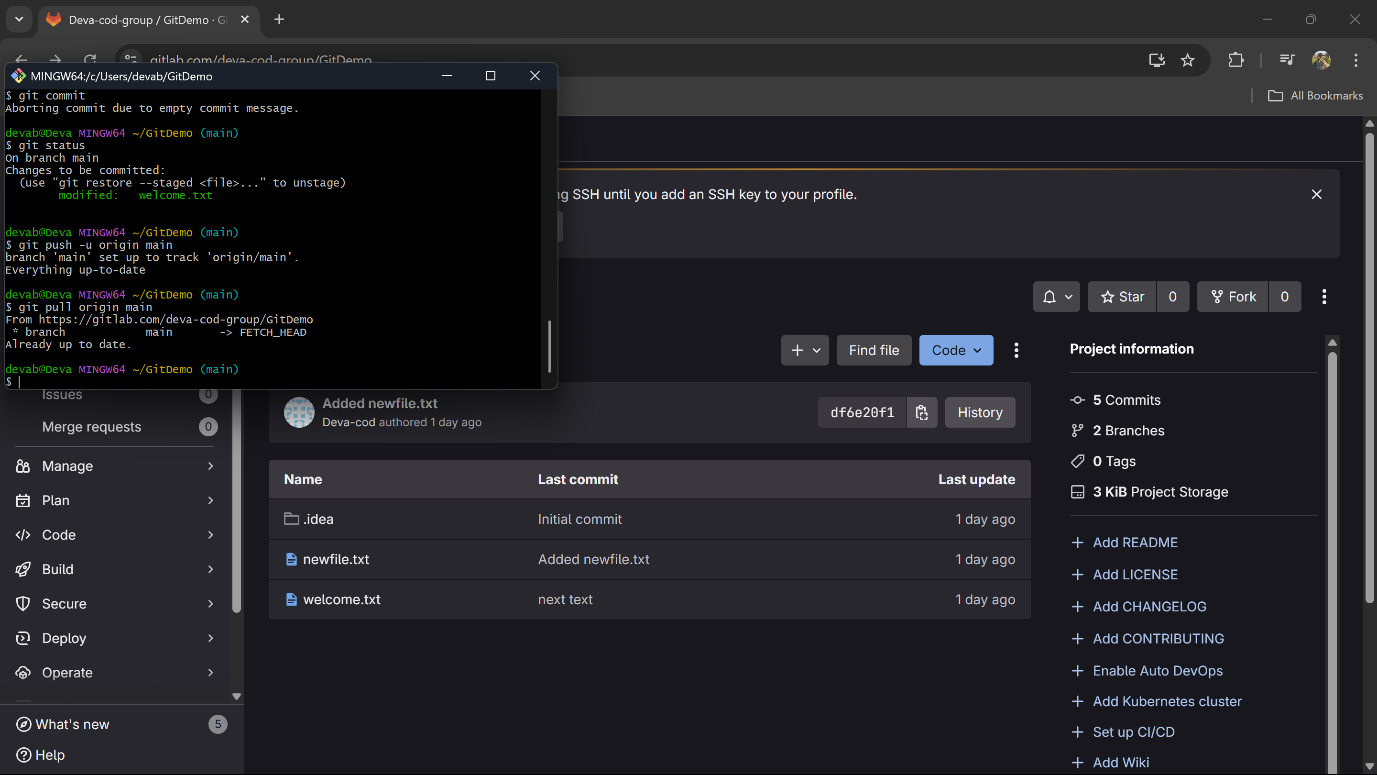 Deva-cod-group / GitDemo · G
gitlab.com/deva-cod-group/GitDemo
All Bookmarks
MINGW64:/c/Users/devab/GitDemo
$ git commit
Aborting commit due to empty commit message.
devab@Deva MINGW64 ~/GitDemo (main)
$ git status
On branch main
Changes to be committed:
(use "git restore --staged <file>..." to unstage)
modified: welcome.txt
devab@Deva MINGW64 ~/GitDemo (main)
$ git push -u origin main
branch 'main' set up to track 'origin/main'.
Everything up-to-date
devab@Deva MINGW64 ~/GitDemo (main)
$ git pull origin main
From https://gitlab.com/deva-cod-group/GitDemo
* branch main -> FETCH_HEAD
Already up to date.
devab@Deva MINGW64 ~/GitDemo (main)
$
g SSH until you add an SSH key to your profile.
Star 0
Fork 0
Find file
Code
Issues 0
Merge requests 0
Manage
Plan
Code
Build
Secure
Deploy
Operate
What's new 5
Help
Added newfile.txt
Deva-cod authored 1 day ago
df6e20f1
History
Name Last commit Last update
.idea Initial commit 1 day ago
newfile.txt Added newfile.txt 1 day ago
welcome.txt next text 1 day ago
Project information
5 Commits
2 Branches
0 Tags
3 KiB Project Storage
Add README
Add LICENSE
Add CHANGELOG
Add CONTRIBUTING
Enable Auto DevOps
Add Kubernetes cluster
Set up CI/CD
Add Wiki